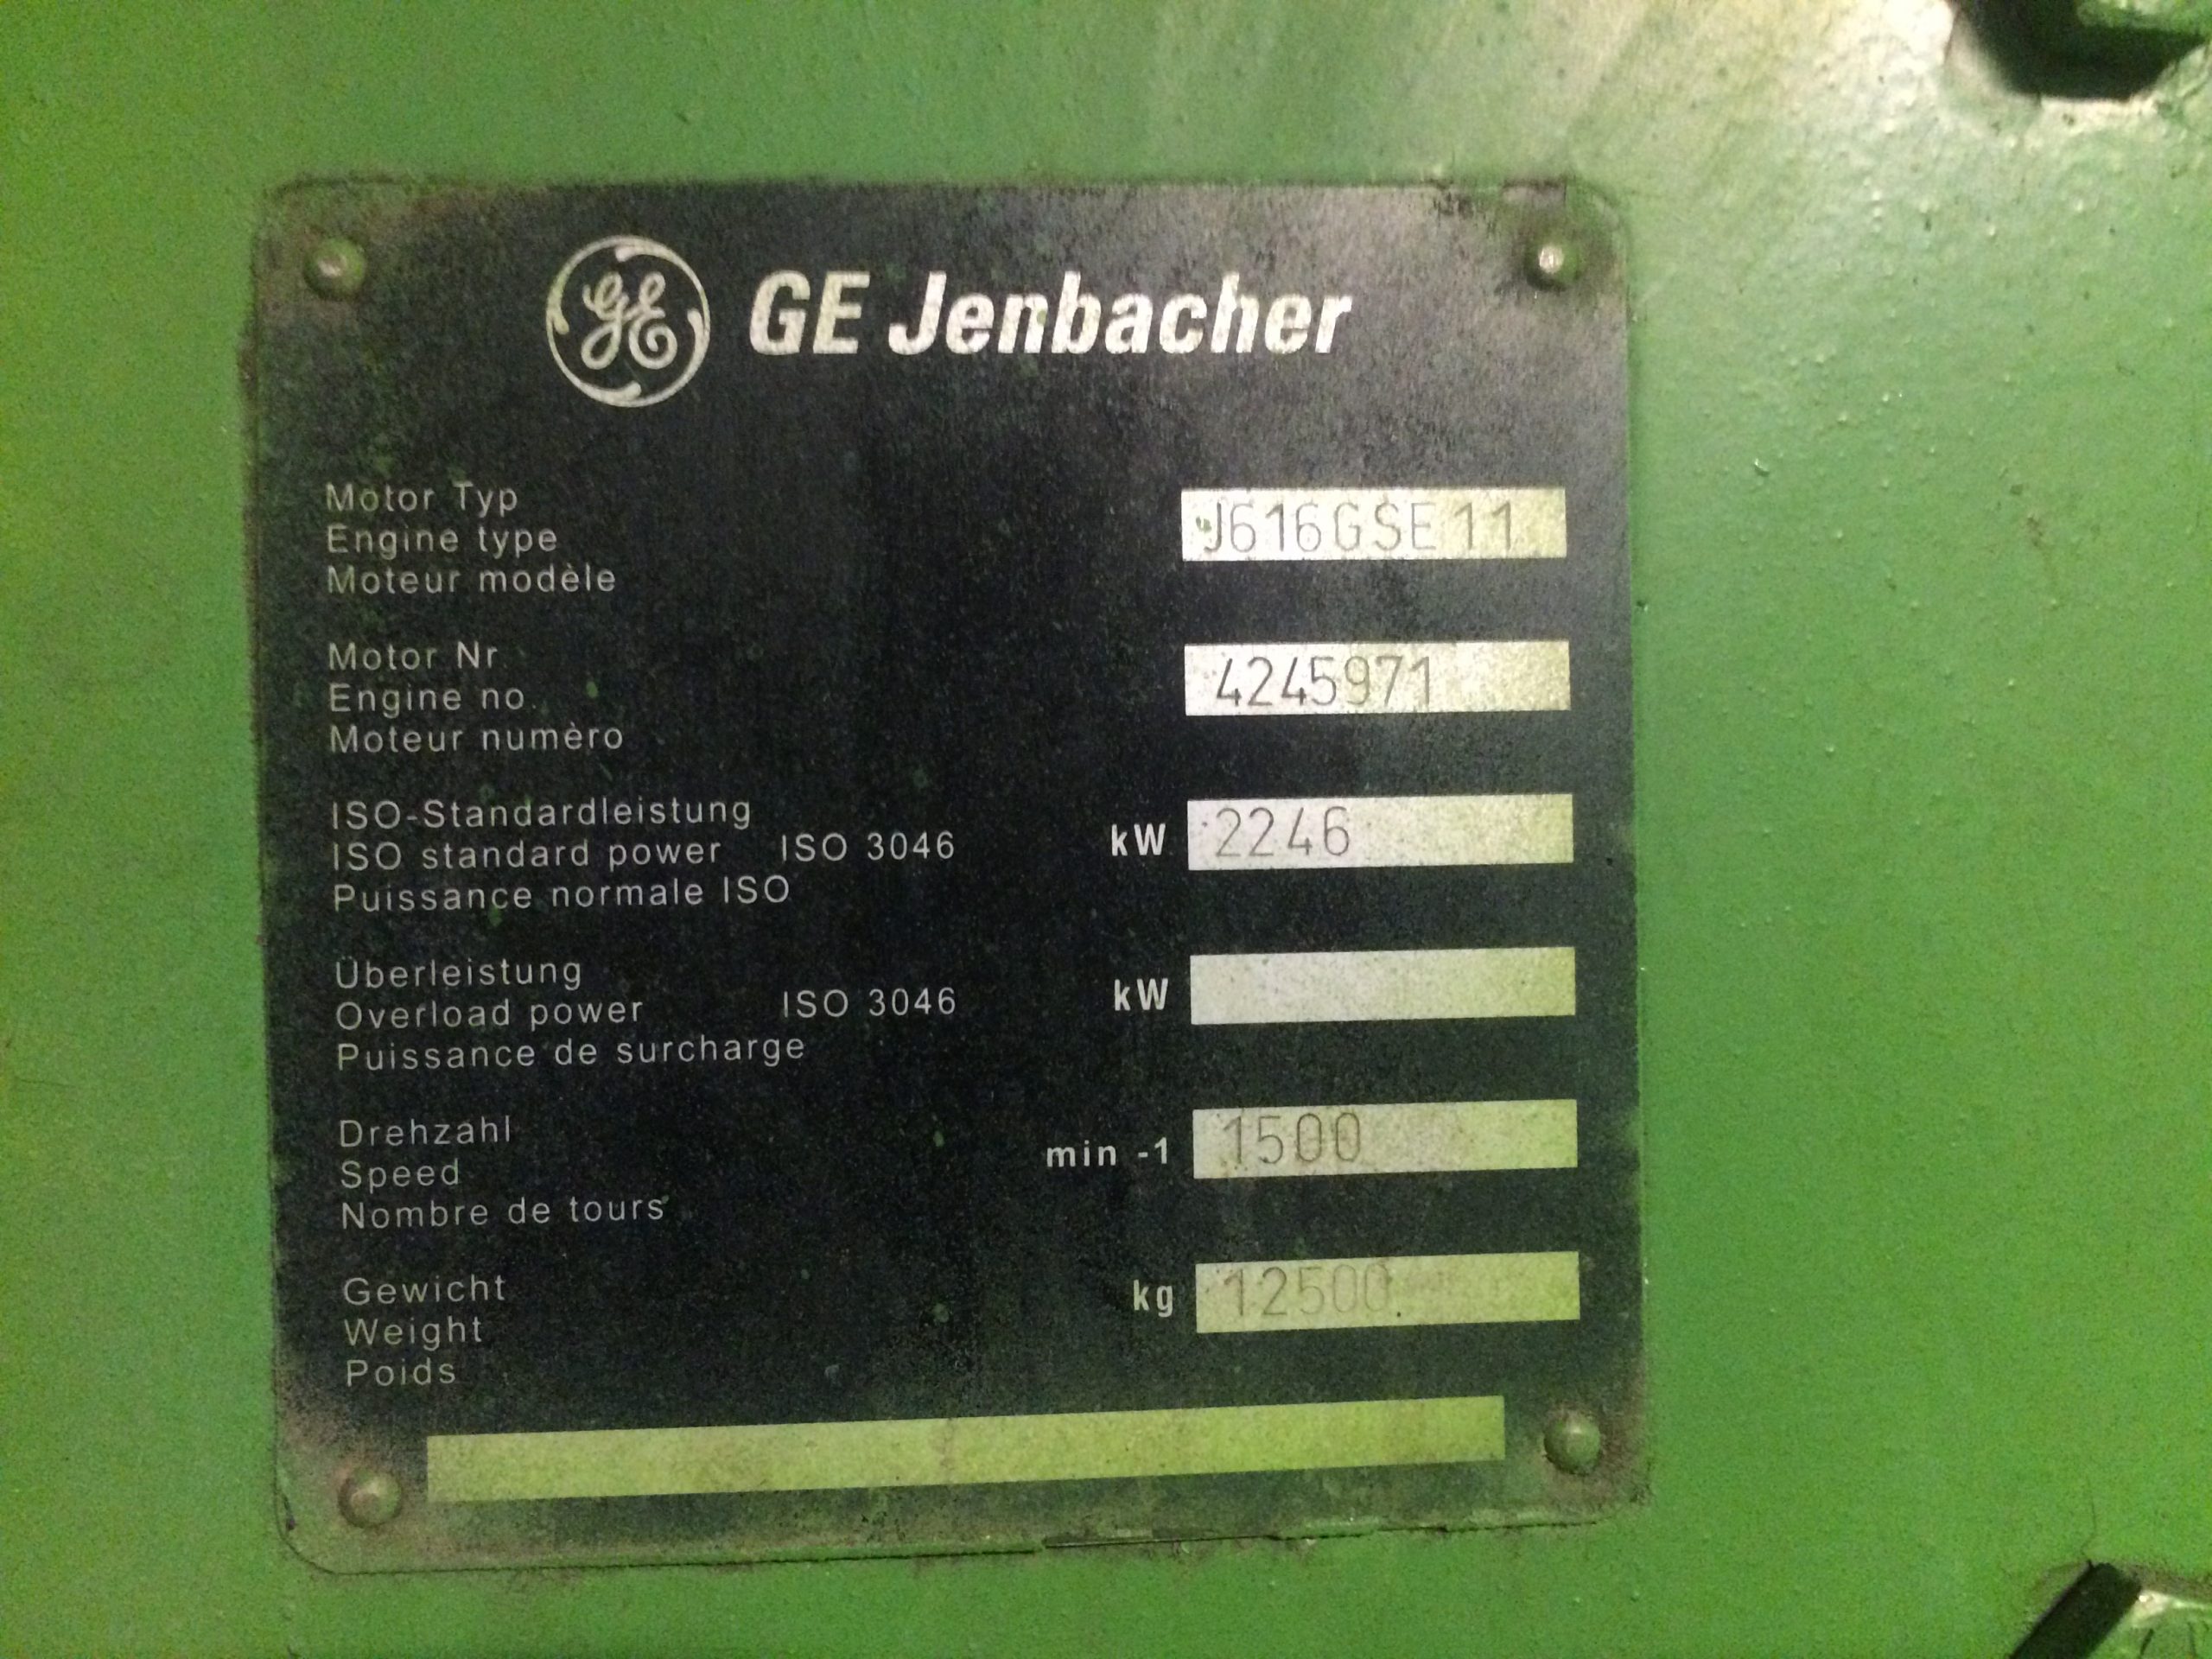 GE GE Jenbacher
Motor Typ
Engine type J616GSE11
Moteur modèle
Motor Nr.
Engine no. 4245971
Moteur numèro
ISO-Standardleistung
ISO standard power ISO 3046 kW 2246
Puissance normale ISO
Überleistung
Overload power ISO 3046 kW
Puissance de surcharge
Drehzahl
Speed min -1 1500
Nombre de tours
Gewicht
Weight kg 12500
Poids